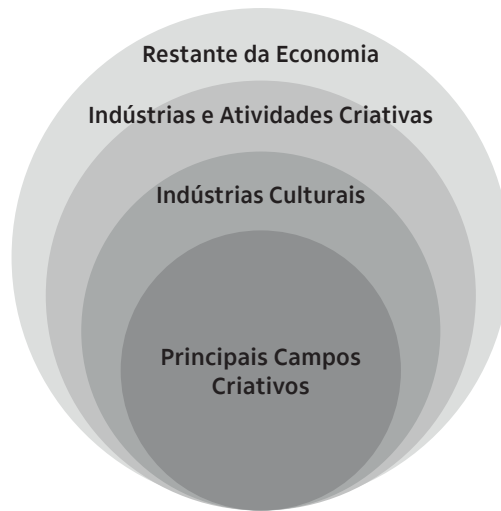 Restante da Economia
Indústrias e Atividades Criativas
Indústrias Culturais
Principais Campos
Criativos